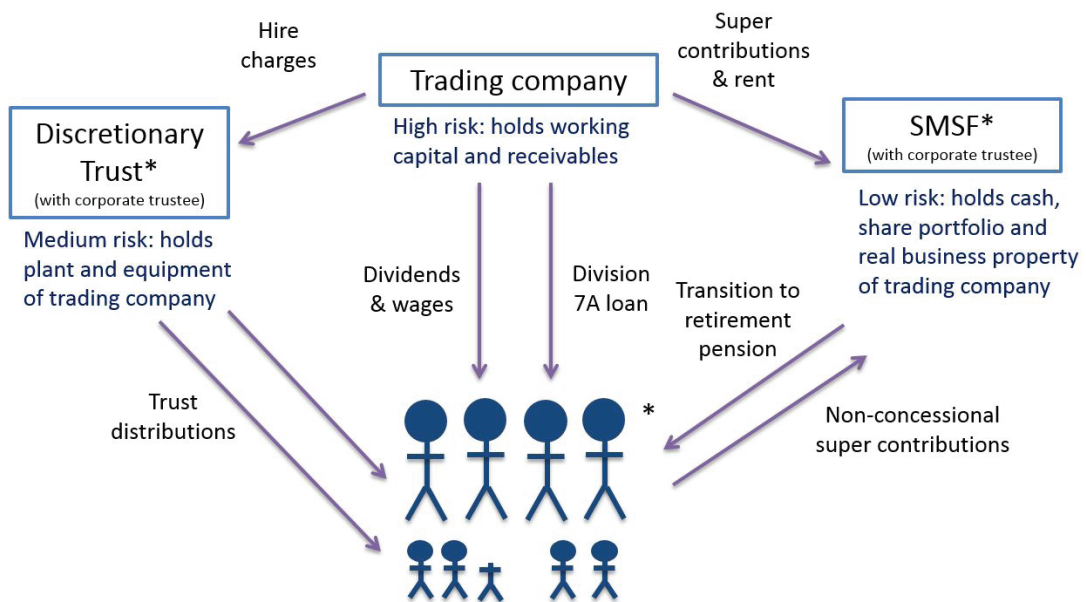 Hire
charges
Trading company
High risk: holds working
capital and receivables
Super
contributions
& rent
Discretionary
Trust*
(with corporate trustee)
Medium risk: holds
plant and equipment
of trading company
SMSF*
(with corporate trustee)
Low risk: holds cash,
share portfolio and
real business property
of trading company
Dividends
& wages
Division
7A loan
Transition to
retirement
pension
Trust
distributions
*
Non-concessional
super contributions